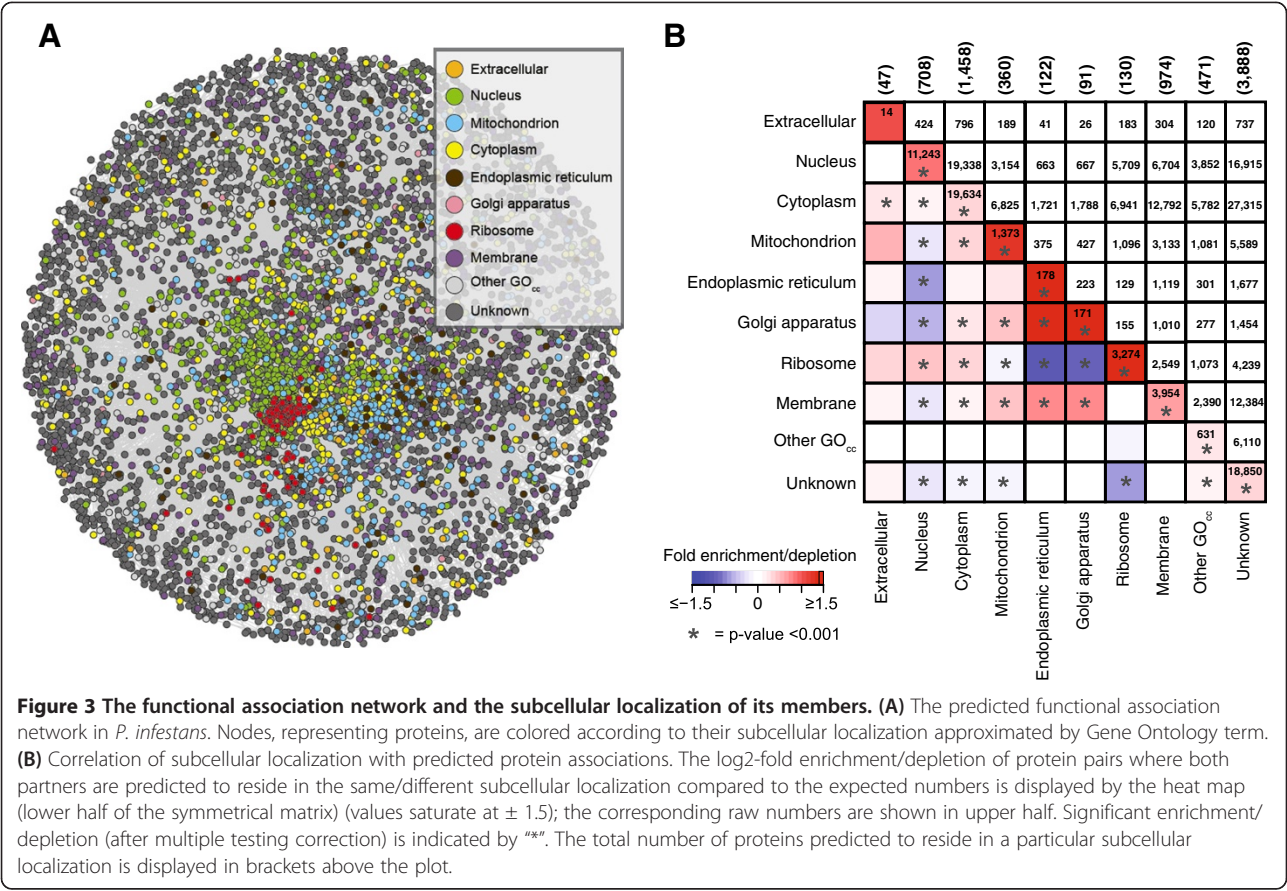 A
Extracellular
Nucleus
Mitochondrion
Cytoplasm
Endoplasmic reticulum
Golgi apparatus
Ribosome
Membrane
Other GOcc
Unknown
B
(47) (708) (1,458) (360) (122) (91) (130) (974) (471) (3,888)
Extracellular 14 424 796 189 41 26 183 304 120 737
Nucleus 11,243 * 19,338 3,154 663 667 5,709 6,704 3,852 16,915
Cytoplasm * * 19,634 * 6,825 1,721 1,788 6,941 12,792 5,782 27,315
Mitochondrion * * 1,373 * 375 427 1,096 3,133 1,081 5,589
Endoplasmic reticulum * 178 * 223 129 1,119 301 1,677
Golgi apparatus * * * * 171 * 155 1,010 277 1,454
Ribosome * * * * * 3,274 * 2,549 1,073 4,239
Membrane * * * * * 3,954 * 2,390 12,384
Other GOcc 631 * 6,110
Unknown * * * * * 18,850 *
Extracellular Nucleus Cytoplasm Mitochondrion Endoplasmic reticulum Golgi apparatus Ribosome Membrane Other GOcc Unknown
Fold enrichment/depletion
≤−1.5 0 ≥1.5
* = p-value <0.001
Figure 3 The functional association network and the subcellular localization of its members. (A) The predicted functional association
network in P. infestans. Nodes, representing proteins, are colored according to their subcellular localization approximated by Gene Ontology term.
(B) Correlation of subcellular localization with predicted protein associations. The log2-fold enrichment/depletion of protein pairs where both
partners are predicted to reside in the same/different subcellular localization compared to the expected numbers is displayed by the heat map
(lower half of the symmetrical matrix) (values saturate at ± 1.5); the corresponding raw numbers are shown in upper half. Significant enrichment/
depletion (after multiple testing correction) is indicated by “*”. The total number of proteins predicted to reside in a particular subcellular
localization is displayed in brackets above the plot.